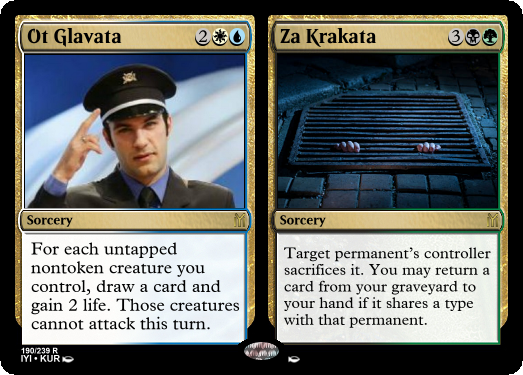 Ot Glavata 2
Sorcery
For each untapped
nontoken creature you
control, draw a card and
gain 2 life. Those creatures
cannot attack this turn.
190/239 R
IYI • KUR
Za Krakata 3
Sorcery
Target permanent's controller
sacrifices it. You may return a
card from your graveyard to
your hand if it shares a type
with that permanent.